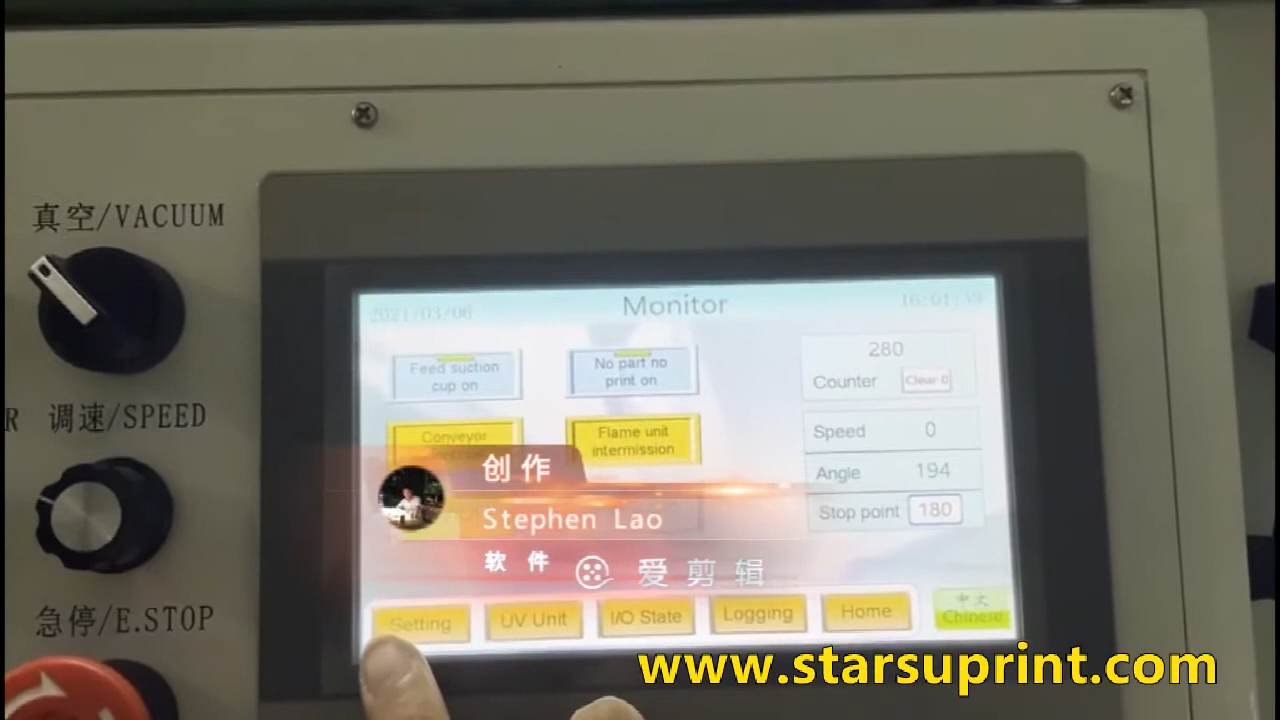 真空/VACUUM
R 调速/SPEED
急停/E.STOP
2021/03/06
Monitor
16:01:39
Feed suction
cup on
No part no
print on
Conveyor
Flame unit
intermission
280
Counter
Clear 0
Speed
0
Angle
194
Stop point
180
创作
Stephen Lao
软件
爱剪辑
Setting
UV Unit
I/O State
Logging
Home
中文
Chinese
www.starsuprint.com